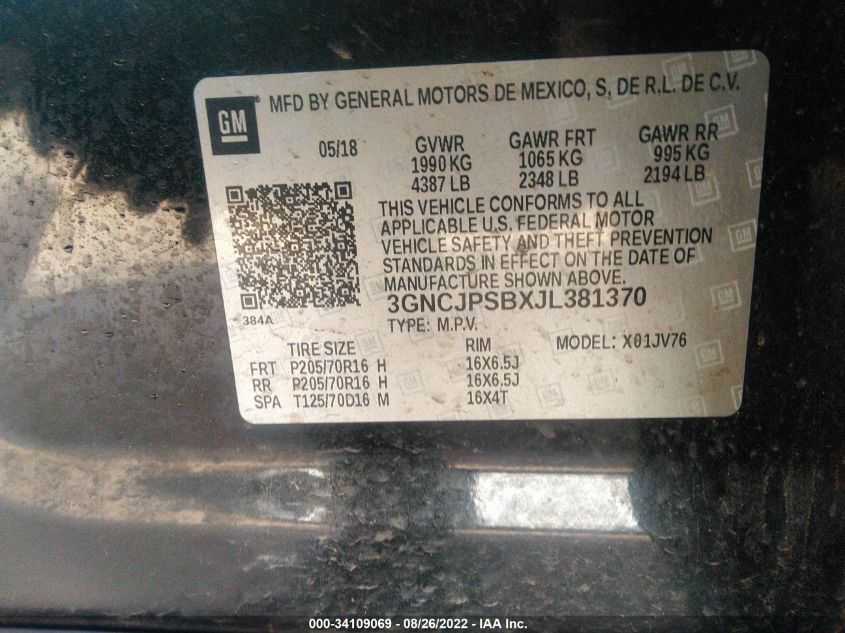 GM
MFD BY GENERAL MOTORS DE MEXICO, S, DE R.L. DE C.V.
05/18 GVWR GAWR FRT GAWR RR
1990 KG 1065 KG 995 KG
4387 LB 2348 LB 2194 LB
THIS VEHICLE CONFORMS TO ALL
APPLICABLE U.S. FEDERAL MOTOR
VEHICLE SAFETY AND THEFT PREVENTION
STANDARDS IN EFFECT ON THE DATE OF
MANUFACTURE SHOWN ABOVE.
384A
3GNCJPSBXJL381370
TYPE: M.P.V. MODEL: X01JV76
TIRE SIZE RIM
FRT P205/70R16 H 16X6.5J
RR P205/70R16 H 16X6.5J
SPA T125/70D16 M 16X4T
000-34109069 - 08/26/2022 - IAA Inc.